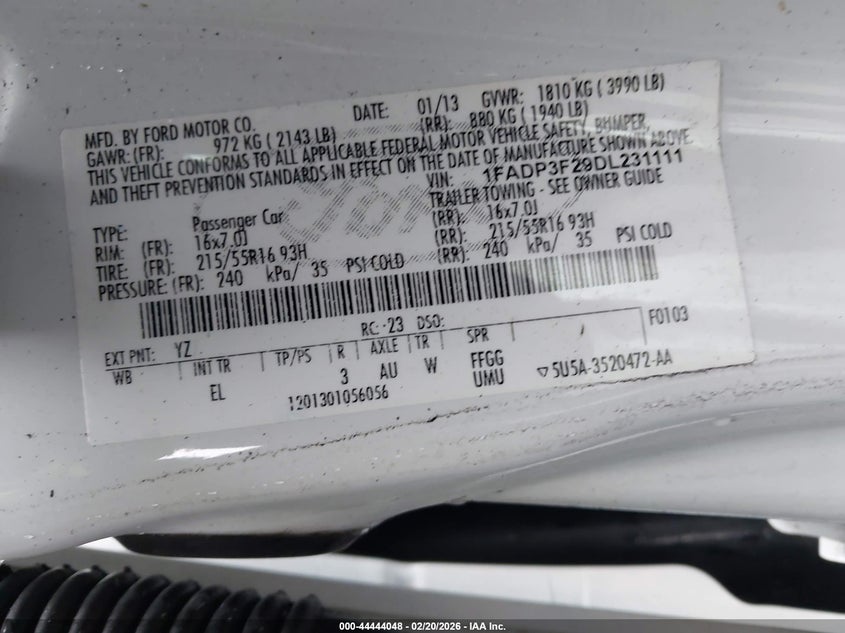 MFD. BY FORD MOTOR CO. DATE: 01/13 GVWR: 1810 KG ( 3990 LB)
GAWR: (FR): 972 KG ( 2143 LB) (RR): 880 KG ( 1940 LB)
THIS VEHICLE CONFORMS TO ALL APPLICABLE FEDERAL MOTOR VEHICLE SAFETY, BUMPER,
AND THEFT PREVENTION STANDARDS IN EFFECT ON THE DATE OF MANUFACTURE SHOWN ABOVE.
VIN: 1FADP3F29DL231111
TYPE: Passenger Car TRAILER TOWING - SEE OWNER GUIDE
RIM: (FR): 16x7.0J (RR): 16x7.0J
TIRE: (FR): 215/55R16 93H (RR): 215/55R16 93H
PRESSURE: (FR): 240 kPa/ 35 PSI COLD (RR): 240 kPa/ 35 PSI COLD
RC: 23 DSO: F0103
EXT PNT: YZ
WB INT TR TP/PS R AXLE TR SPR
EL 3 AU W FFGG
UMU
1201301056056
▽5U5A-3520472-AA
000-44444048 - 02/20/2026 - IAA Inc.